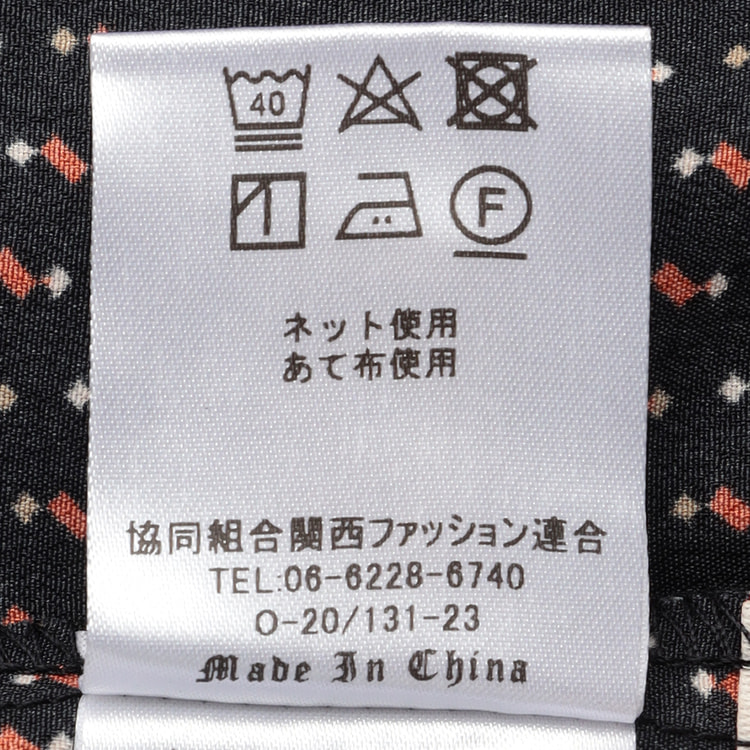 40
F
ネット使用
あて布使用
協同組合関西ファッション連合
TEL:06-6228-6740
O-20/131-23
Made In China